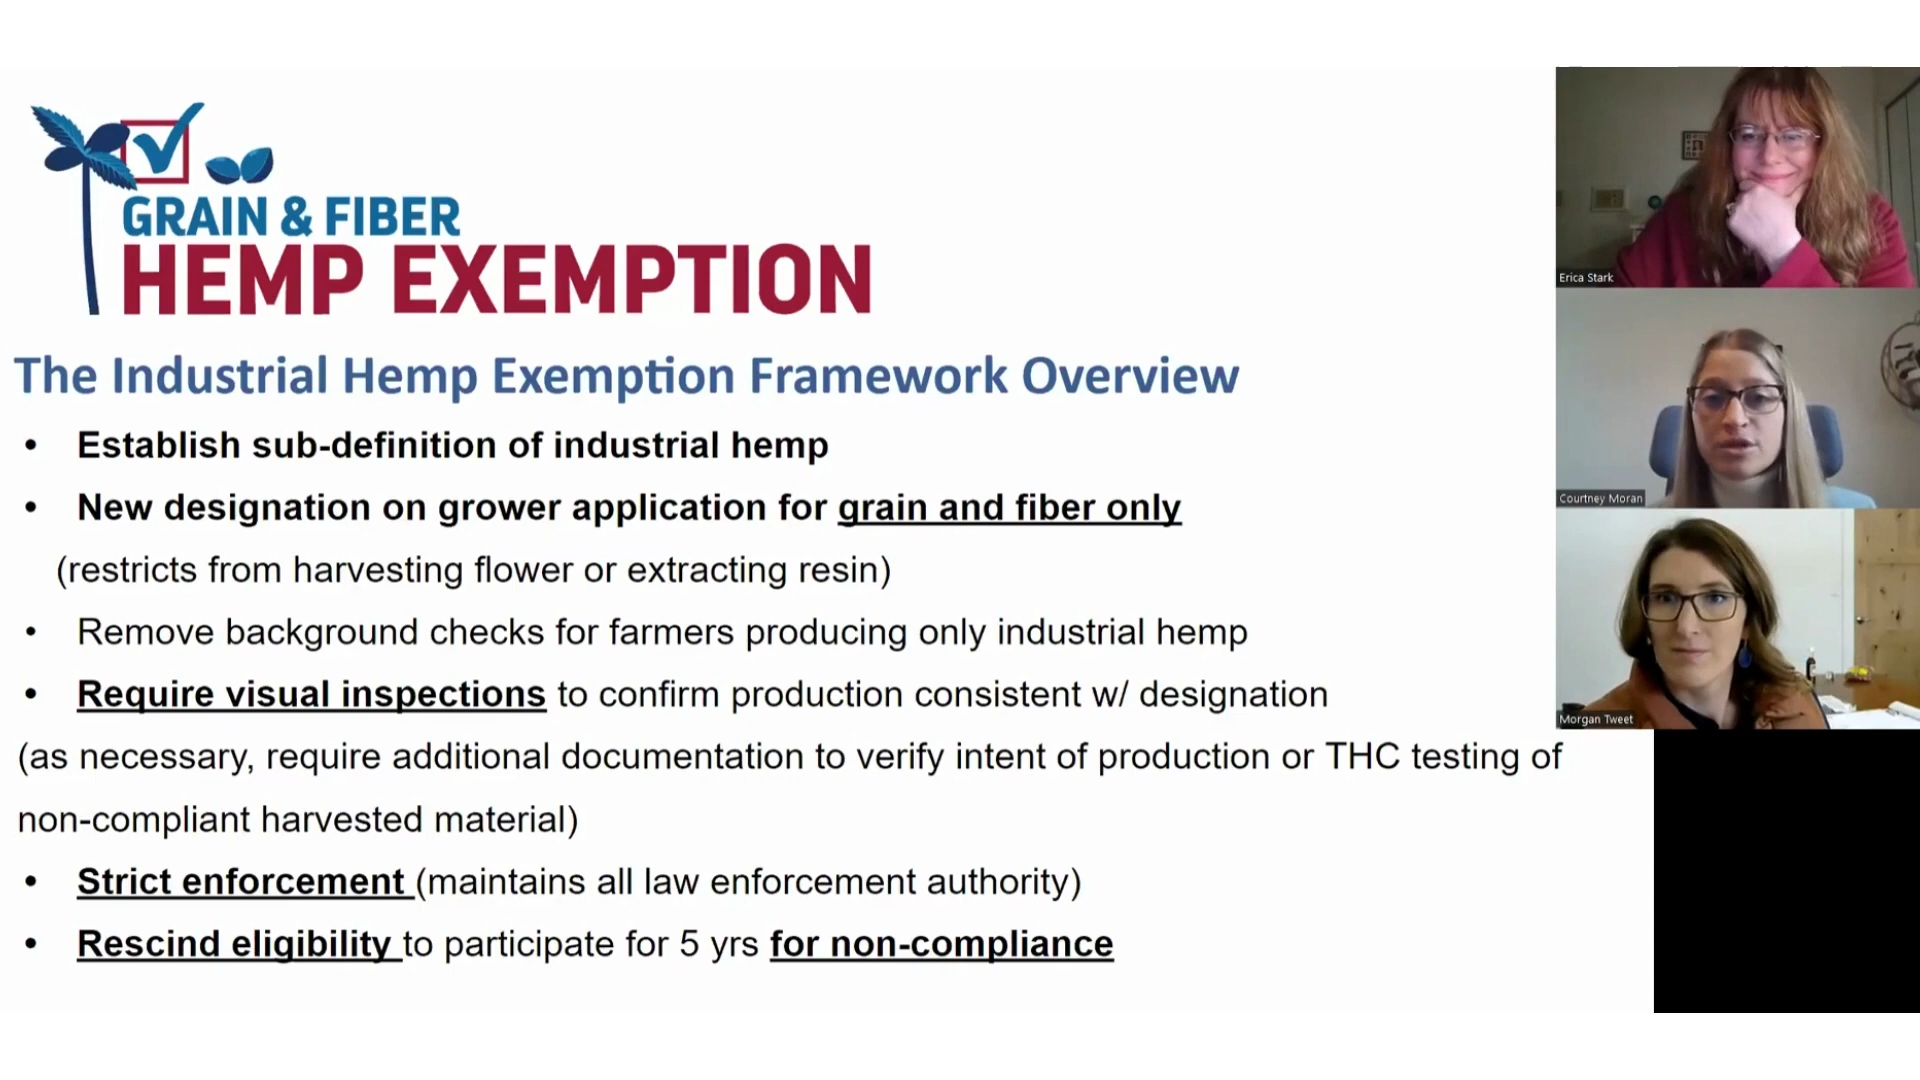 GRAIN & FIBER
HEMP EXEMPTION
The Industrial Hemp Exemption Framework Overview
• Establish sub-definition of industrial hemp
• New designation on grower application for grain and fiber only
(restricts from harvesting flower or extracting resin)
• Remove background checks for farmers producing only industrial hemp
• Require visual inspections to confirm production consistent w/ designation
(as necessary, require additional documentation to verify intent of production or THC testing of
non-compliant harvested material)
• Strict enforcement (maintains all law enforcement authority)
• Rescind eligibility to participate for 5 yrs for non-compliance
Erica Stark
Courtney Moran
Morgan Tweet